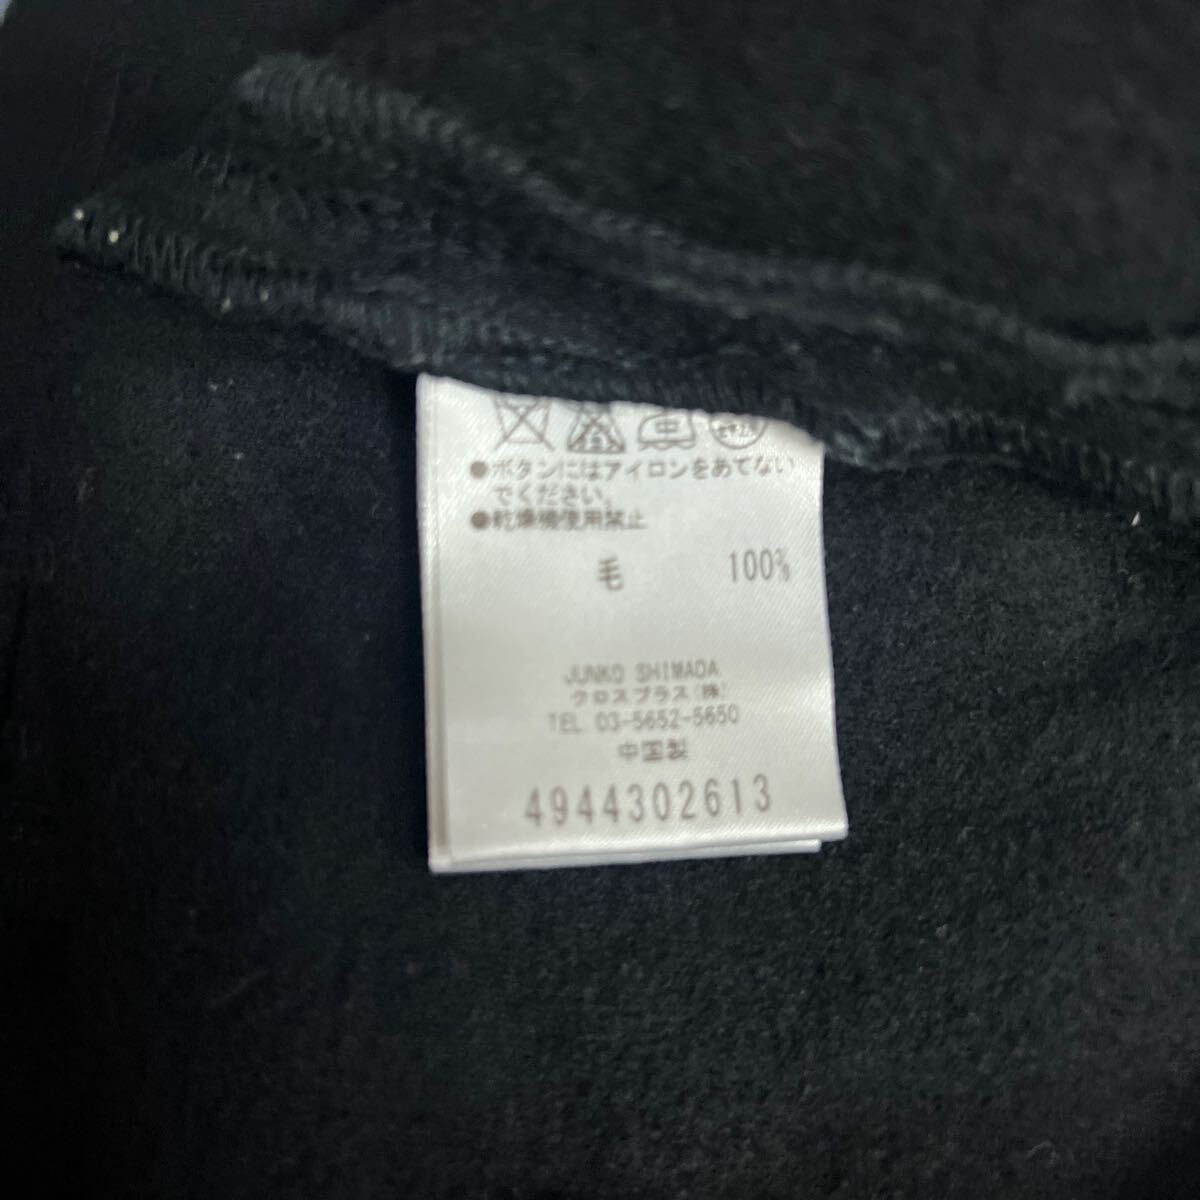 中
●ボタンにはアイロンをあてない
でください。
●乾燥機使用禁止
毛 100%
JUNKO SHIMADA
クロスプラス(株)
TEL 03-5652-5650
中国製
4944302613